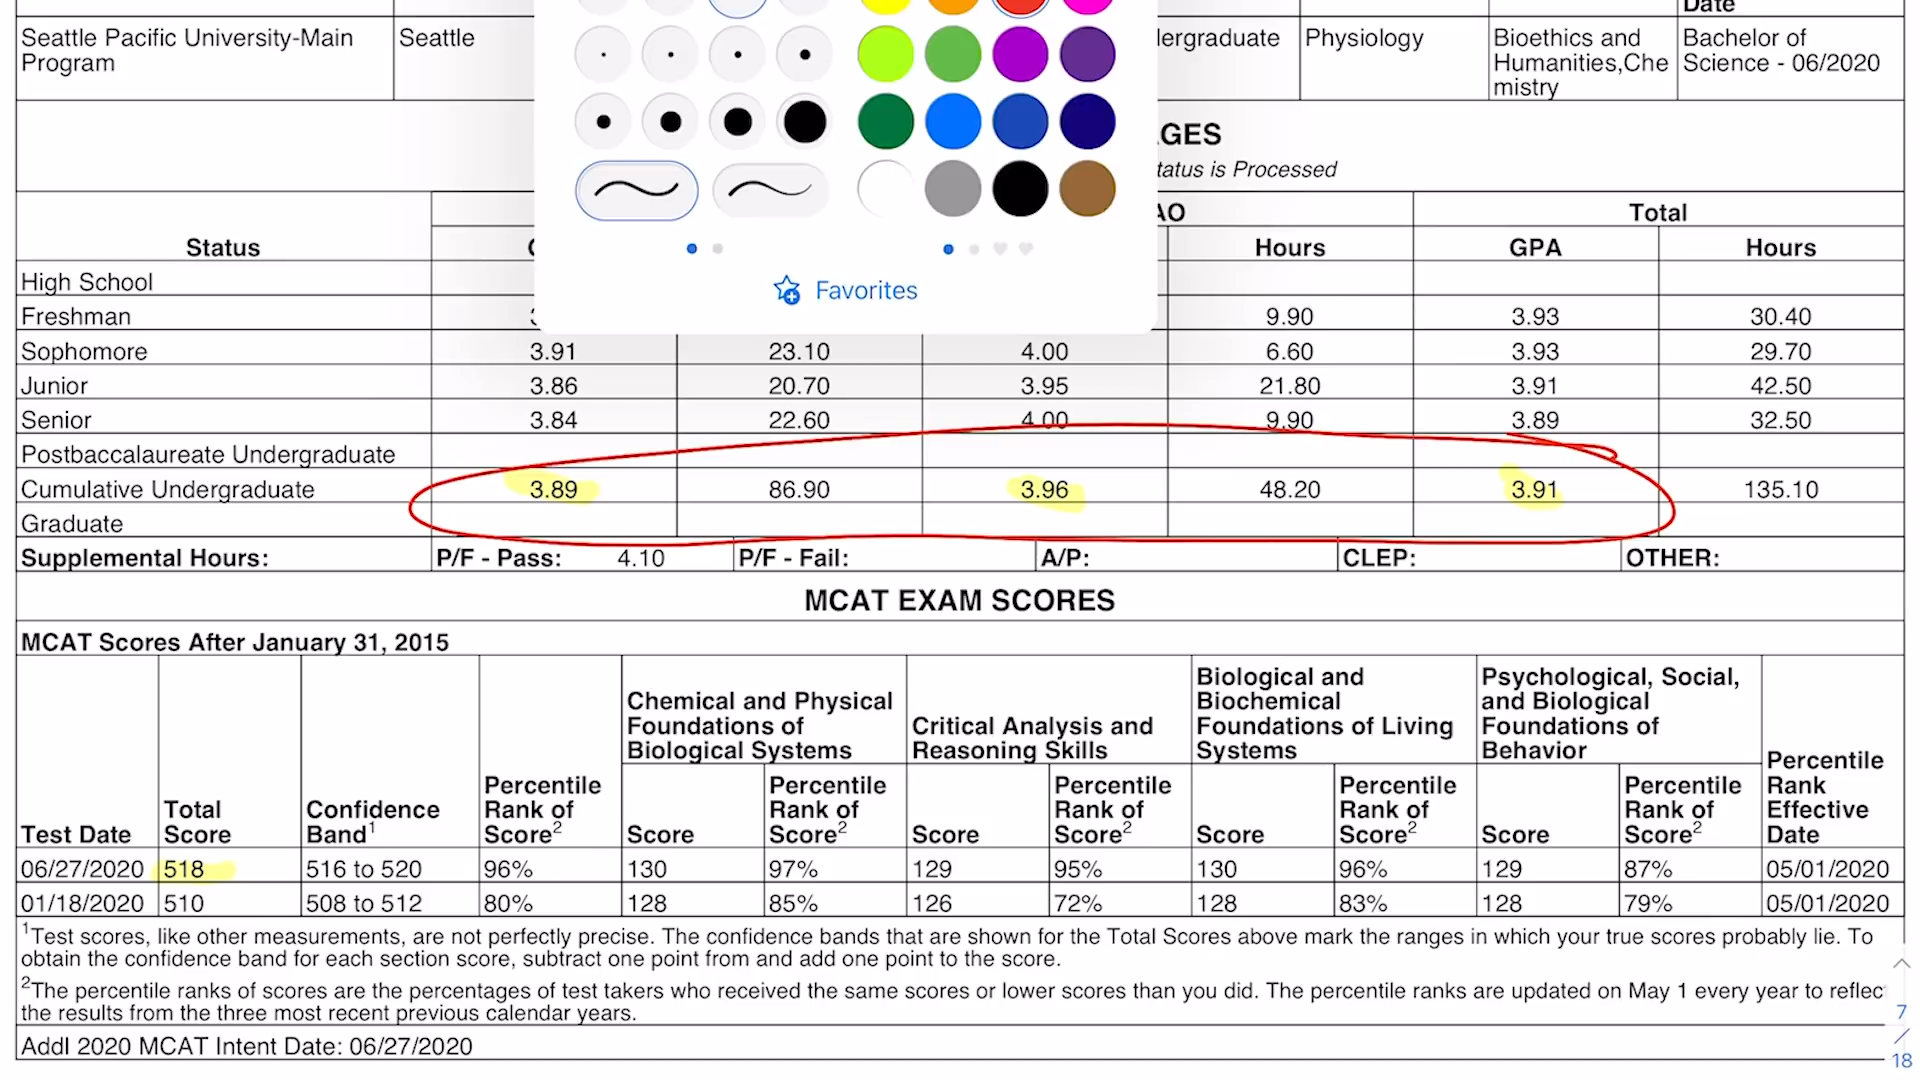 Date
Seattle Pacific University-Main Program
Seattle
lergraduate
Physiology
Bioethics and Humanities,Che mistry
Bachelor of Science - 06/2020
GES
tatus is Processed
AO
Total
Status
Hours
GPA
Hours
High School
Freshman 9.90 3.93 30.40
Sophomore 3.91 23.10 4.00 6.60 3.93 29.70
Junior 3.86 20.70 3.95 21.80 3.91 42.50
Senior 3.84 22.60 4.00 9.90 3.89 32.50
Postbaccalaureate Undergraduate
Cumulative Undergraduate 3.89 86.90 3.96 48.20 3.91 135.10
Graduate
Favorites
Supplemental Hours: P/F - Pass: 4.10 P/F - Fail: A/P: CLEP: OTHER:
MCAT EXAM SCORES
MCAT Scores After January 31, 2015
Test Date
Total Score
Confidence Band1
Percentile Rank of Score2
Chemical and Physical Foundations of Biological Systems
Score
Percentile Rank of Score2
Critical Analysis and Reasoning Skills
Score
Percentile Rank of Score2
Biological and Biochemical Foundations of Living Systems
Score
Percentile Rank of Score2
Psychological, Social, and Biological Foundations of Behavior
Score
Percentile Rank of Score2
Percentile Rank Effective Date
06/27/2020 518 516 to 520 96% 130 97% 129 95% 130 96% 129 87% 05/01/2020
01/18/2020 510 508 to 512 80% 128 85% 126 72% 128 83% 128 79% 05/01/2020
1Test scores, like other measurements, are not perfectly precise. The confidence bands that are shown for the Total Scores above mark the ranges in which your true scores probably lie. To
obtain the confidence band for each section score, subtract one point from and add one point to the score.
2The percentile ranks of scores are the percentages of test takers who received the same scores or lower scores than you did. The percentile ranks are updated on May 1 every year to reflec
the results from the three most recent previous calendar years.
Addl 2020 MCAT Intent Date: 06/27/2020
7
/
18